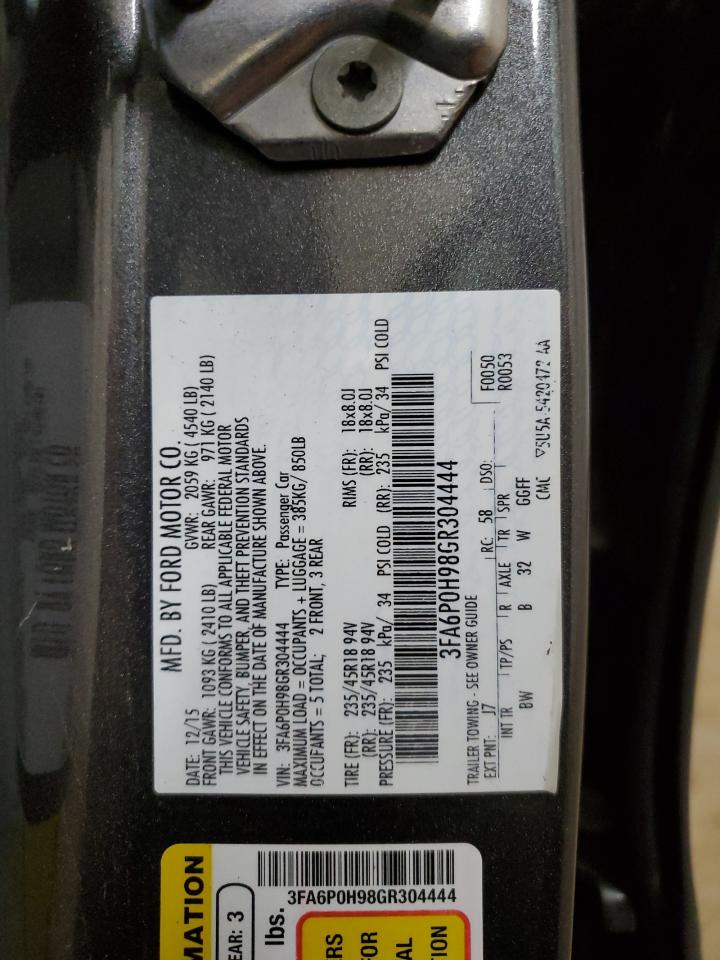 MFD. BY FORD MOTOR CO.
DATE: 12/15 GVWR: 2059 KG ( 4540 LB)
FRONT GAWR: 1093 KG ( 2410 LB) REAR GAWR: 971 KG ( 2140 LB)
THIS VEHICLE CONFORMS TO ALL APPLICABLE FEDERAL MOTOR
VEHICLE SAFETY, BUMPER, AND THEFT PREVENTION STANDARDS
IN EFFECT ON THE DATE OF MANUFACTURE SHOWN ABOVE.
VIN: 3FA6P0H98GR304444 TYPE: Passenger Car
MAXIMUM LOAD = OCCUPANTS + LUGGAGE = 385KG/ 850LB
OCCUPANTS = 5 TOTAL; 2 FRONT, 3 REAR
TIRE (FR): 235/45R18 94V RIMS (FR): 18x8.0J
(RR): 235/45R18 94V (RR): 18x8.0J
PRESSURE (FR): 235 kPa/ 34 PSI COLD (RR): 235 kPa/ 34 PSI COLD
3FA6P0H98GR304444
TRAILER TOWING - SEE OWNER GUIDE
F0050
EXT PNT: J7 RC: 58 DSO: R0053
INT TR TP/PS R AXLE TR SPR
BW B 32 W GGFF
CMC 5U5A-5420472-AA
MATION
EAR: 3
lbs.
3FA6P0H98GR304444
RS
FOR
AL
TION